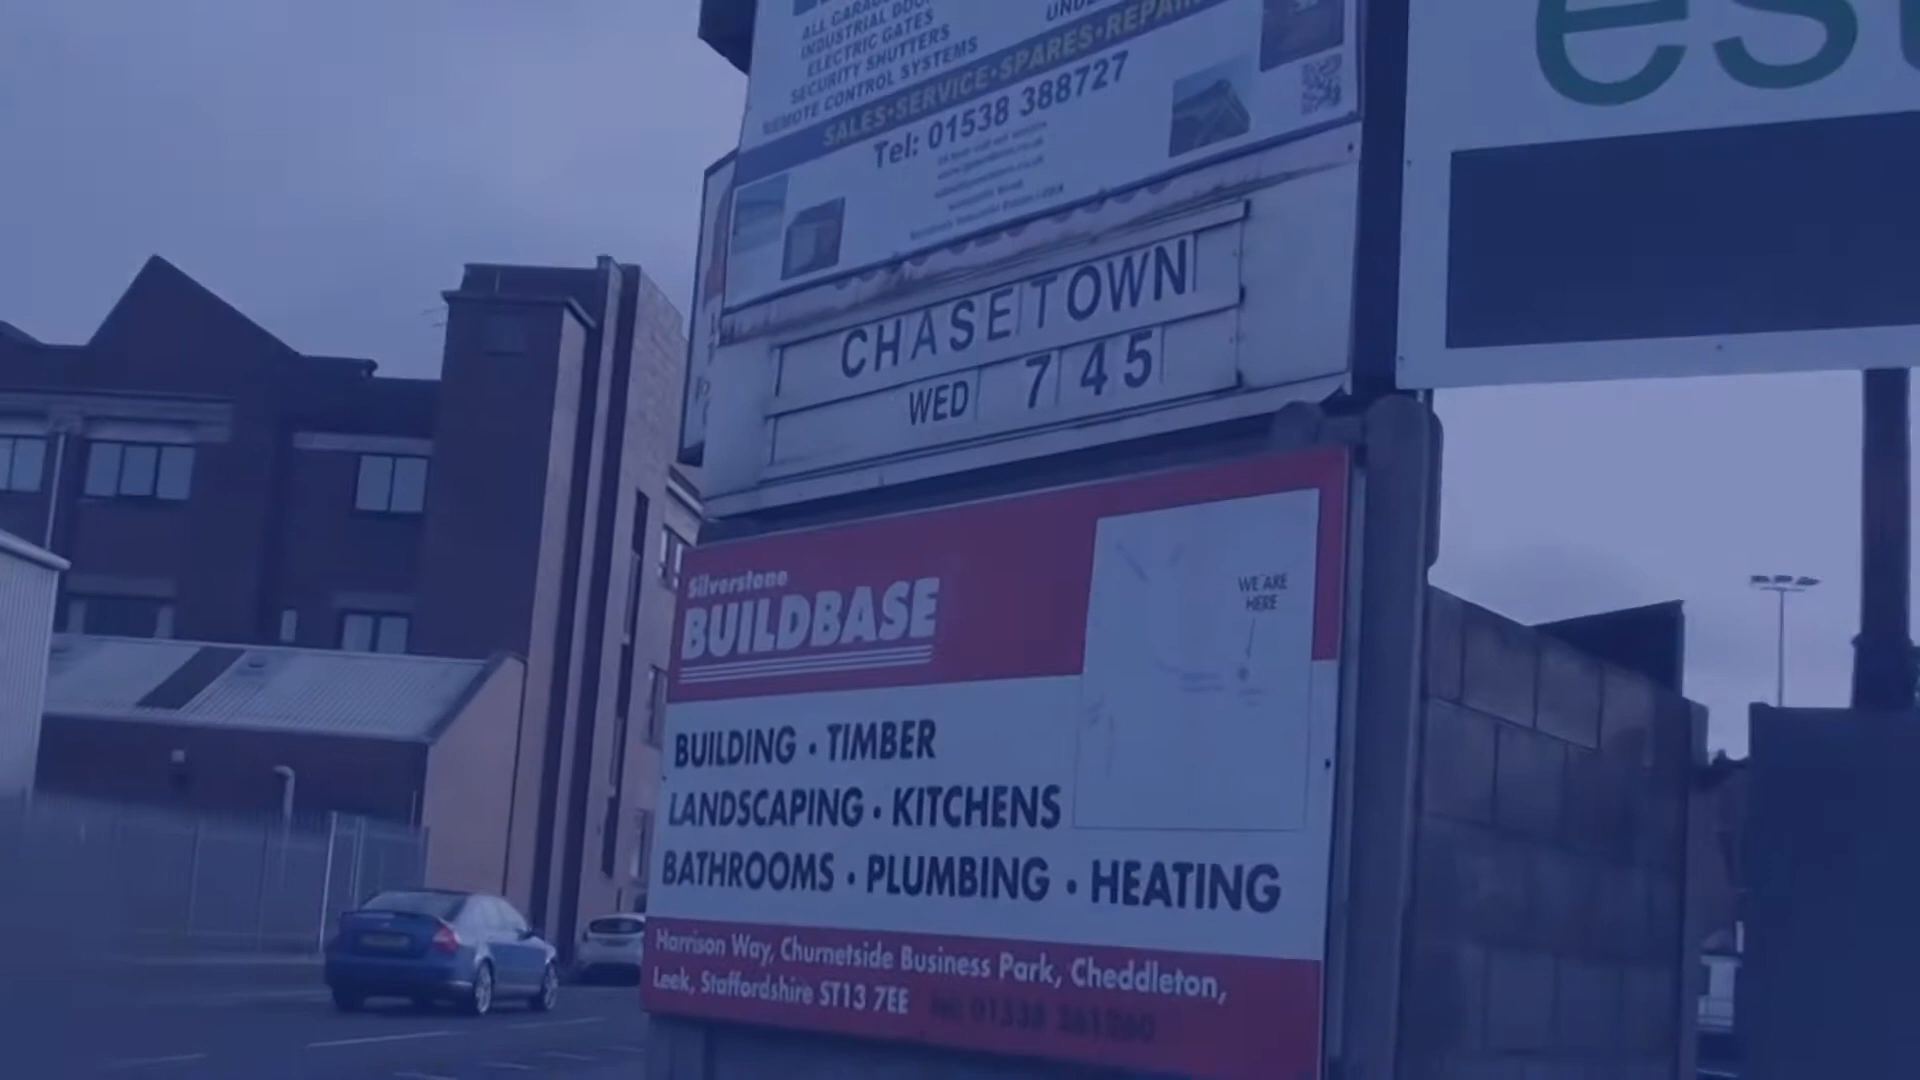 ALL GARAGE
INDUSTRIAL DOO
ELECTRIC GATES
SECURITY SHUTTERS
REMOTE CONTROL SYSTEMS
SALES·SERVICE·SPARES·REPAIR
Tel: 01538 388727
CHASETOWN
WED 7 45
est
Silverstone
BUILDBASE
WE ARE
HERE
BUILDING · TIMBER
LANDSCAPING · KITCHENS
BATHROOMS · PLUMBING · HEATING
Harrison Way, Churnetside Business Park, Cheddleton,
Leek, Staffordshire ST13 7EE